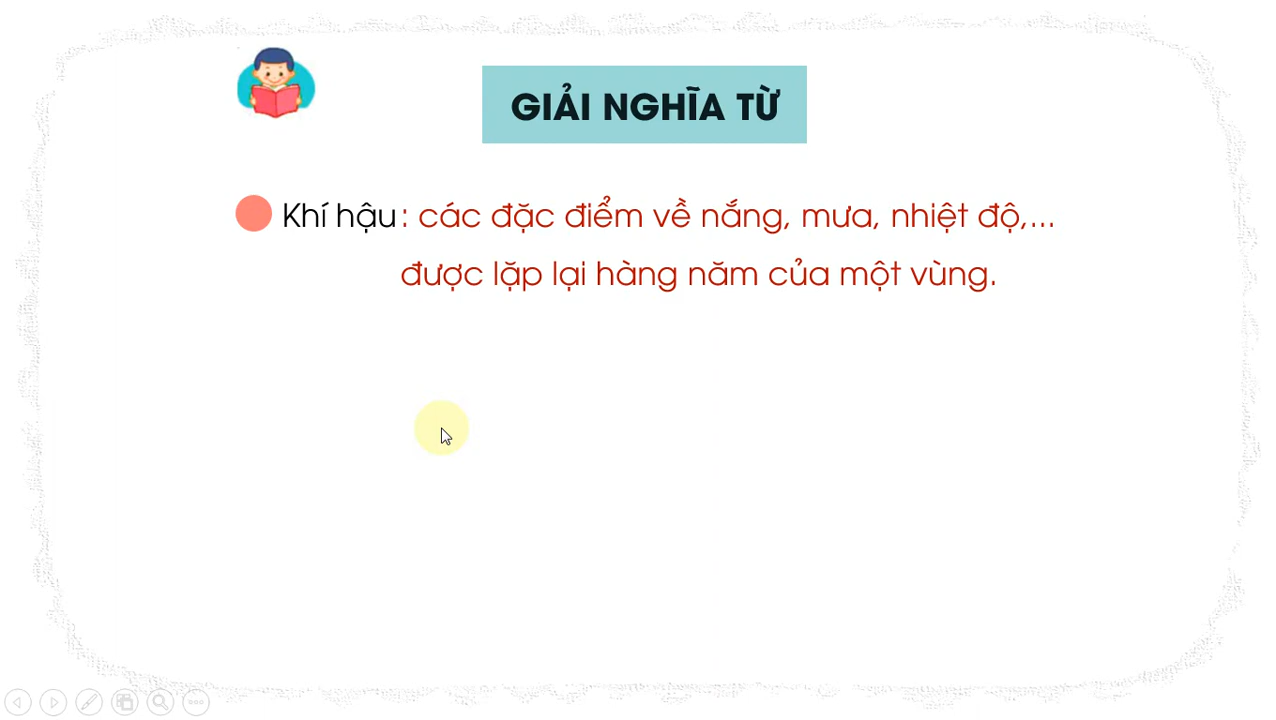 GIẢI NGHĨA TỪ
Khí hậu : các đặc điểm về nắng, mưa, nhiệt độ,...
được lặp lại hàng năm của một vùng.